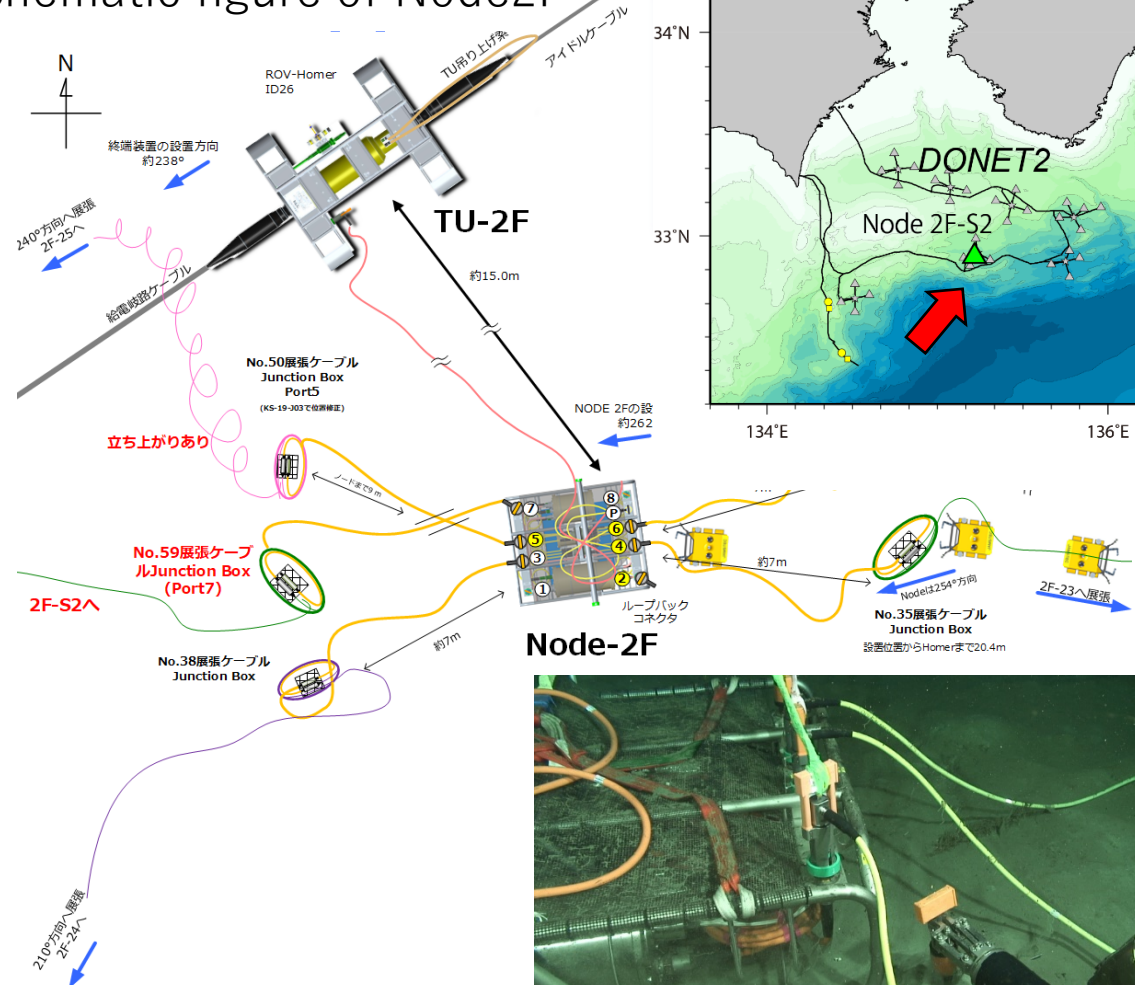 schematic figure of Node2F
N
ROV-Homer
ID26
TU吊り上げ索
アイドルケーブル
終端装置の設置方向
約238°
240°方向へ展張
2F-25へ
TU-2F
給電岐路ケーブル
約15.0m
No.50展張ケーブル
Junction Box
Port5
(KS-19-J03で位置修正)
NODE 2Fの設
約262
立ち上がりあり
ノードまで9 m
No.59展張ケーブ
ルJunction Box
(Port7)
2F-S2へ
No.38展張ケーブル
Junction Box
約7m
210°方向へ展張
2F-24へ
⑦
⑧
P
⑤
⑥
③
④
①
②
ループバック
コネクタ
Node-2F
約7m
Nodeは254°方向
2F-23へ展張
No.35展張ケーブル
Junction Box
設置位置からHomerまで20.4m
34°N
33°N
DONET2
Node 2F-S2
134°E
136°E